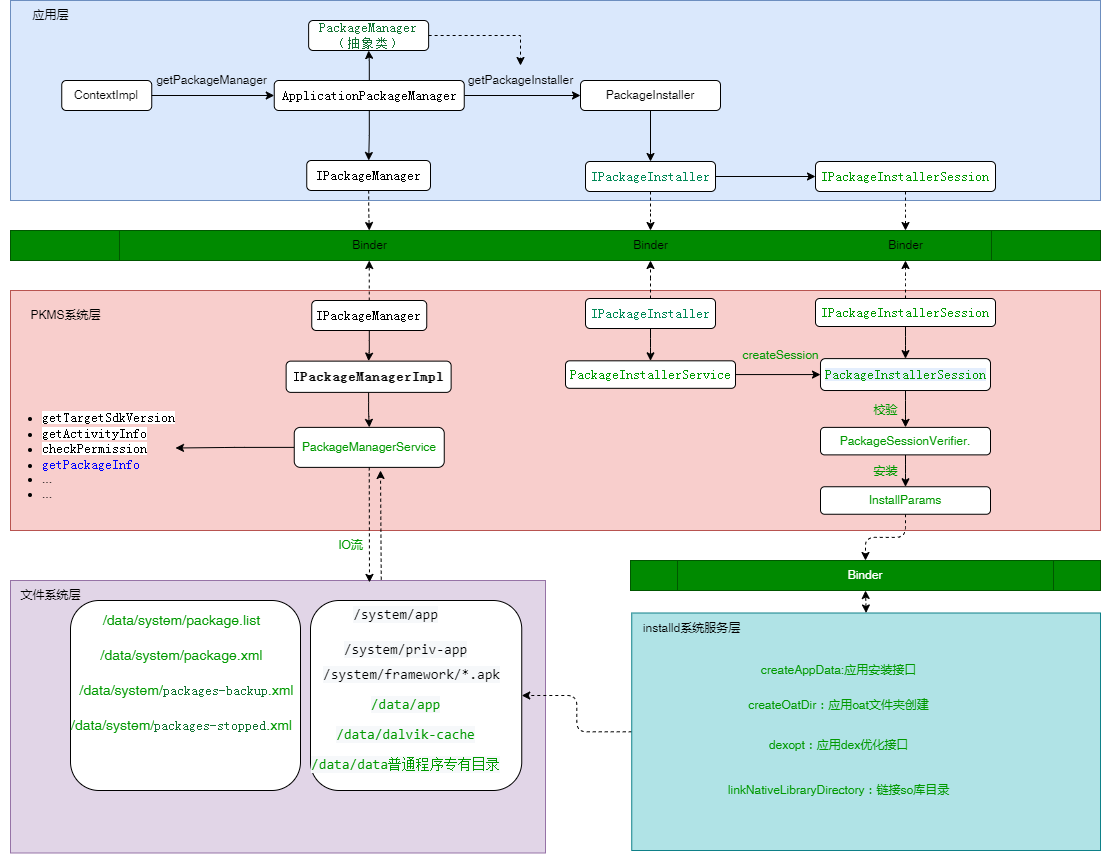 应用层
PackageManager
（抽象类）
getPackageManager
getPackageInstaller
ContextImpl
ApplicationPackageManager
PackageInstaller
IPackageManager
IPackageInstaller
IPackageInstallerSession
Binder
Binder
Binder
PKMS系统层
IPackageManager
IPackageInstaller
IPackageInstallerSession
IPackageManagerImpl
PackageInstallerService
createSession
PackageInstallerSession
校验
getTargetSdkVersion
getActivityInfo
checkPermission
getPackageInfo
...
...
PackageManagerService
PackageSessionVerifier.
安装
InstallParams
IO流
Binder
文件系统层
/data/system/package.list
/data/system/package.xml
/data/system/packages-backup.xml
/data/system/packages-stopped.xml
/system/app
/system/priv-app
/system/framework/*.apk
/data/app
/data/dalvik-cache
/data/data普通程序专有目录
installd系统服务层
createAppData:应用安装接口
createOatDir：应用oat文件夹创建
dexopt：应用dex优化接口
linkNativeLibraryDirectory：链接so库目录